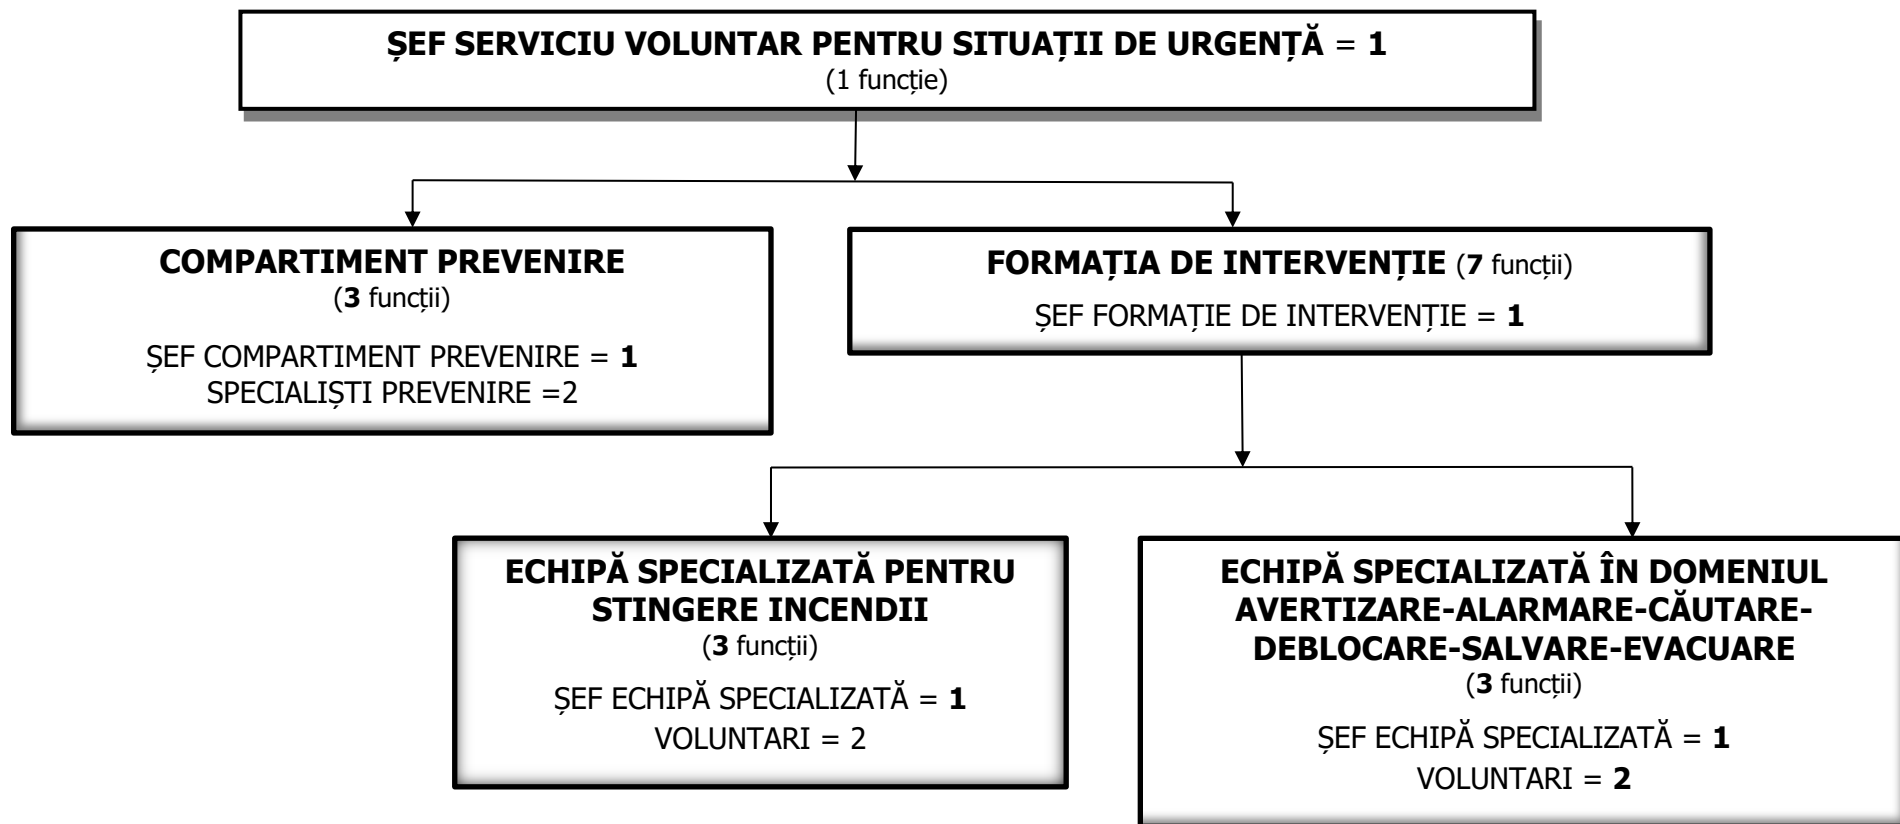 ȘEF SERVICIU VOLUNTAR PENTRU SITUAȚII DE URGENȚĂ = 1
(1 funcție)
COMPARTIMENT PREVENIRE
(3 funcții)
ȘEF COMPARTIMENT PREVENIRE = 1
SPECIALIȘTI PREVENIRE =2
FORMAȚIA DE INTERVENȚIE (7 funcții)
ȘEF FORMAȚIE DE INTERVENȚIE = 1
ECHIPĂ SPECIALIZATĂ PENTRU
STINGERE INCENDII
(3 funcții)
ȘEF ECHIPĂ SPECIALIZATĂ = 1
VOLUNTARI = 2
ECHIPĂ SPECIALIZATĂ ÎN DOMENIUL
AVERTIZARE-ALARMARE-CĂUTARE-
DEBLOCARE-SALVARE-EVACUARE
(3 funcții)
ȘEF ECHIPĂ SPECIALIZATĂ = 1
VOLUNTARI = 2